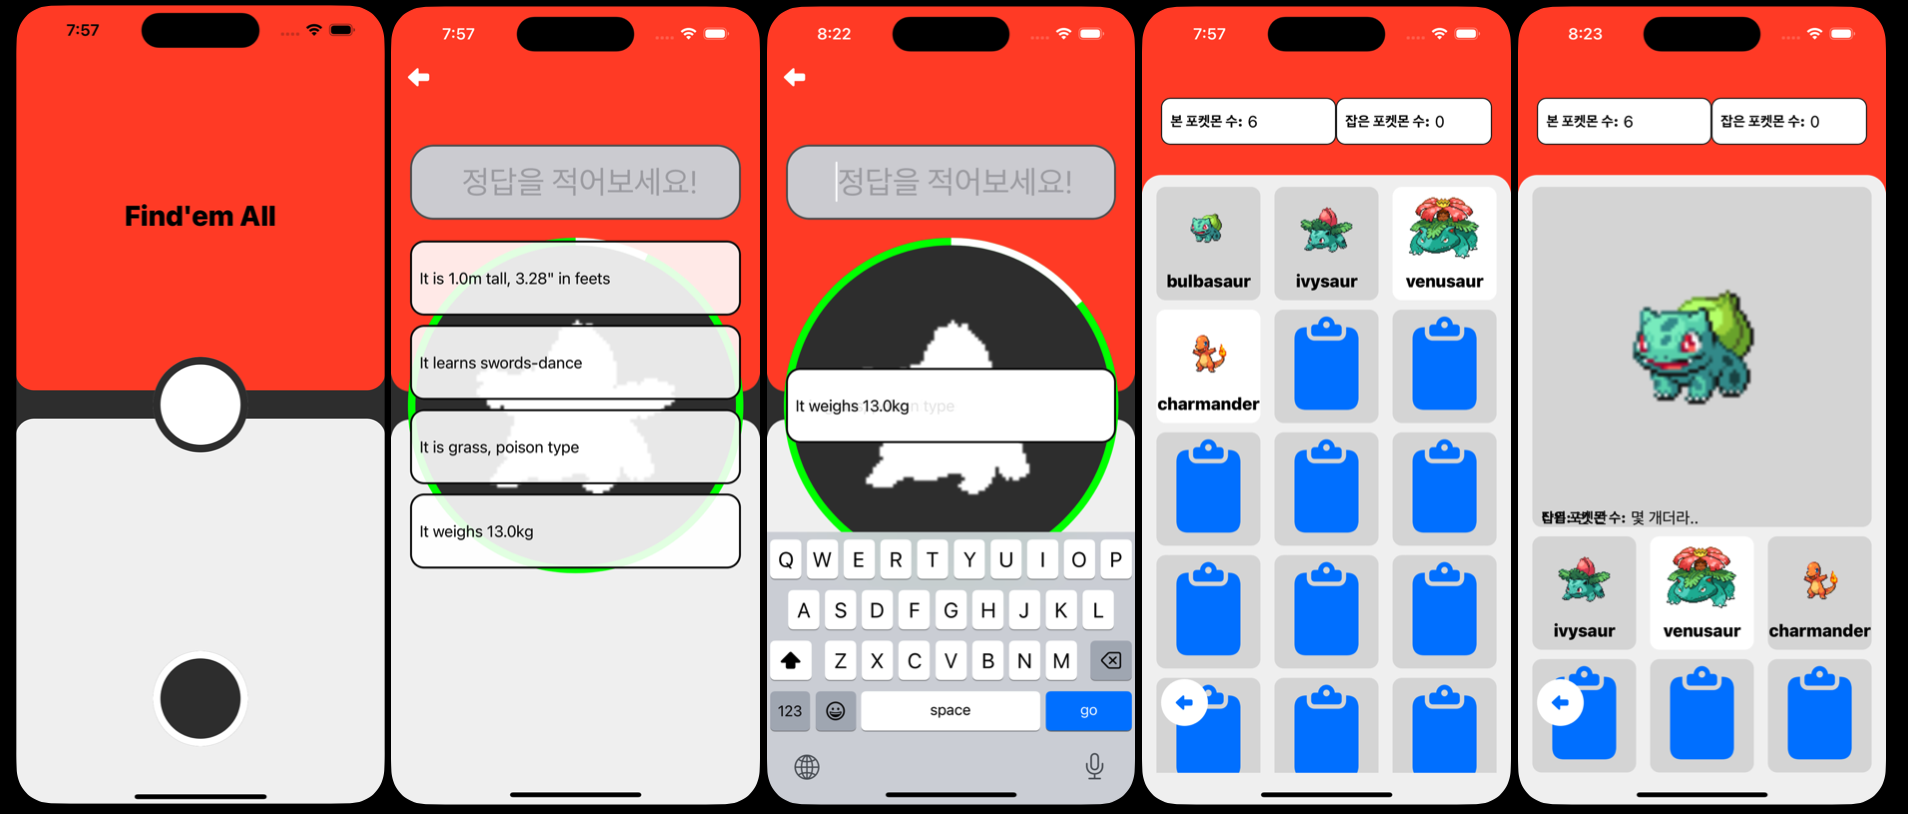 7:57
Find'em All
7:57
정답을 적어보세요!
It is 1.0m tall, 3.28" in feets
It learns swords-dance
It is grass, poison type
It weighs 13.0kg
8:22
정답을 적어보세요!
It weighs 13.0kg
n type
Q W E R T Y U I O P
A S D F G H J K L
Z X C V B N M
123 space go
7:57
본 포켓몬 수: 6 잡은 포켓몬 수: 0
bulbasaur ivysaur venusaur
charmander
8:23
본 포켓몬 수: 6 잡은 포켓몬 수: 0
수: 몇 개더라..
ivysaur venusaur charmander